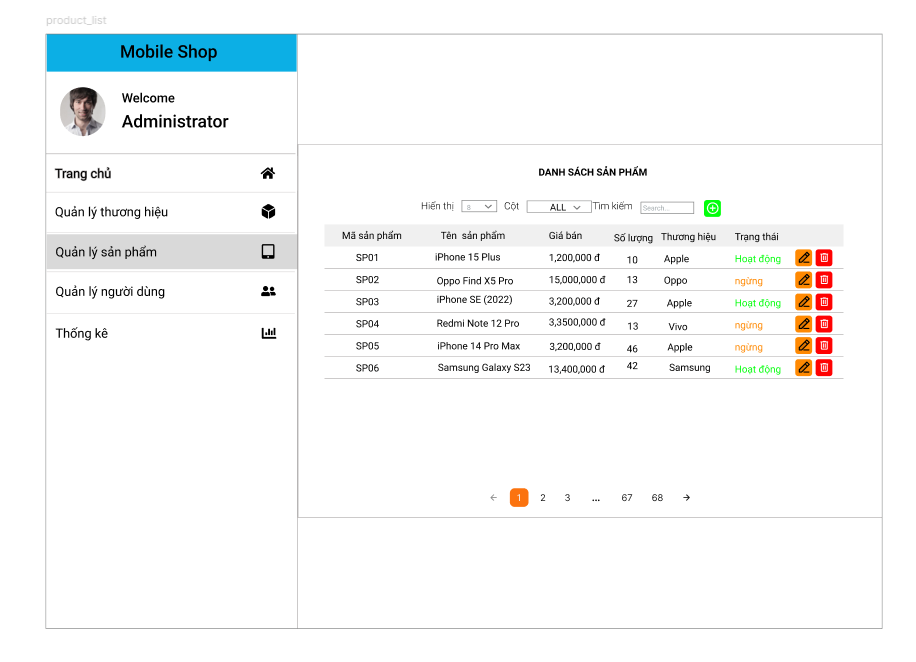 product_list
Mobile Shop
Welcome
Administrator
Trang chủ
Quản lý thương hiệu
Quản lý sản phẩm
Quản lý người dùng
Thống kê
DANH SÁCH SẢN PHẨM
Hiển thị 8 Cột ALL Tìm kiếm Search...
Mã sản phẩm Tên sản phẩm Giá bán Số lượng Thương hiệu Trạng thái
SP01 iPhone 15 Plus 1,200,000 đ 10 Apple Hoạt động
SP02 Oppo Find X5 Pro 15,000,000 đ 13 Oppo ngừng
SP03 iPhone SE (2022) 3,200,000 đ 27 Apple Hoạt động
SP04 Redmi Note 12 Pro 3,3500,000 đ 13 Vivo ngừng
SP05 iPhone 14 Pro Max 3,200,000 đ 46 Apple ngừng
SP06 Samsung Galaxy S23 13,400,000 đ 42 Samsung Hoạt động
← 1 2 3 ... 67 68 →